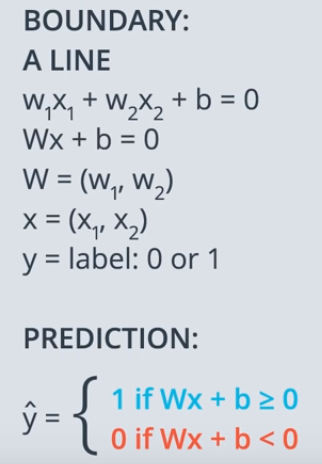 BOUNDARY:
A LINE
w₁x₁ + w₂x₂ + b = 0
Wx + b = 0
W = (w₁, w₂)
x = (x₁, x₂)
y = label: 0 or 1
PREDICTION:
ŷ = { 1 if Wx + b ≥ 0
0 if Wx + b < 0